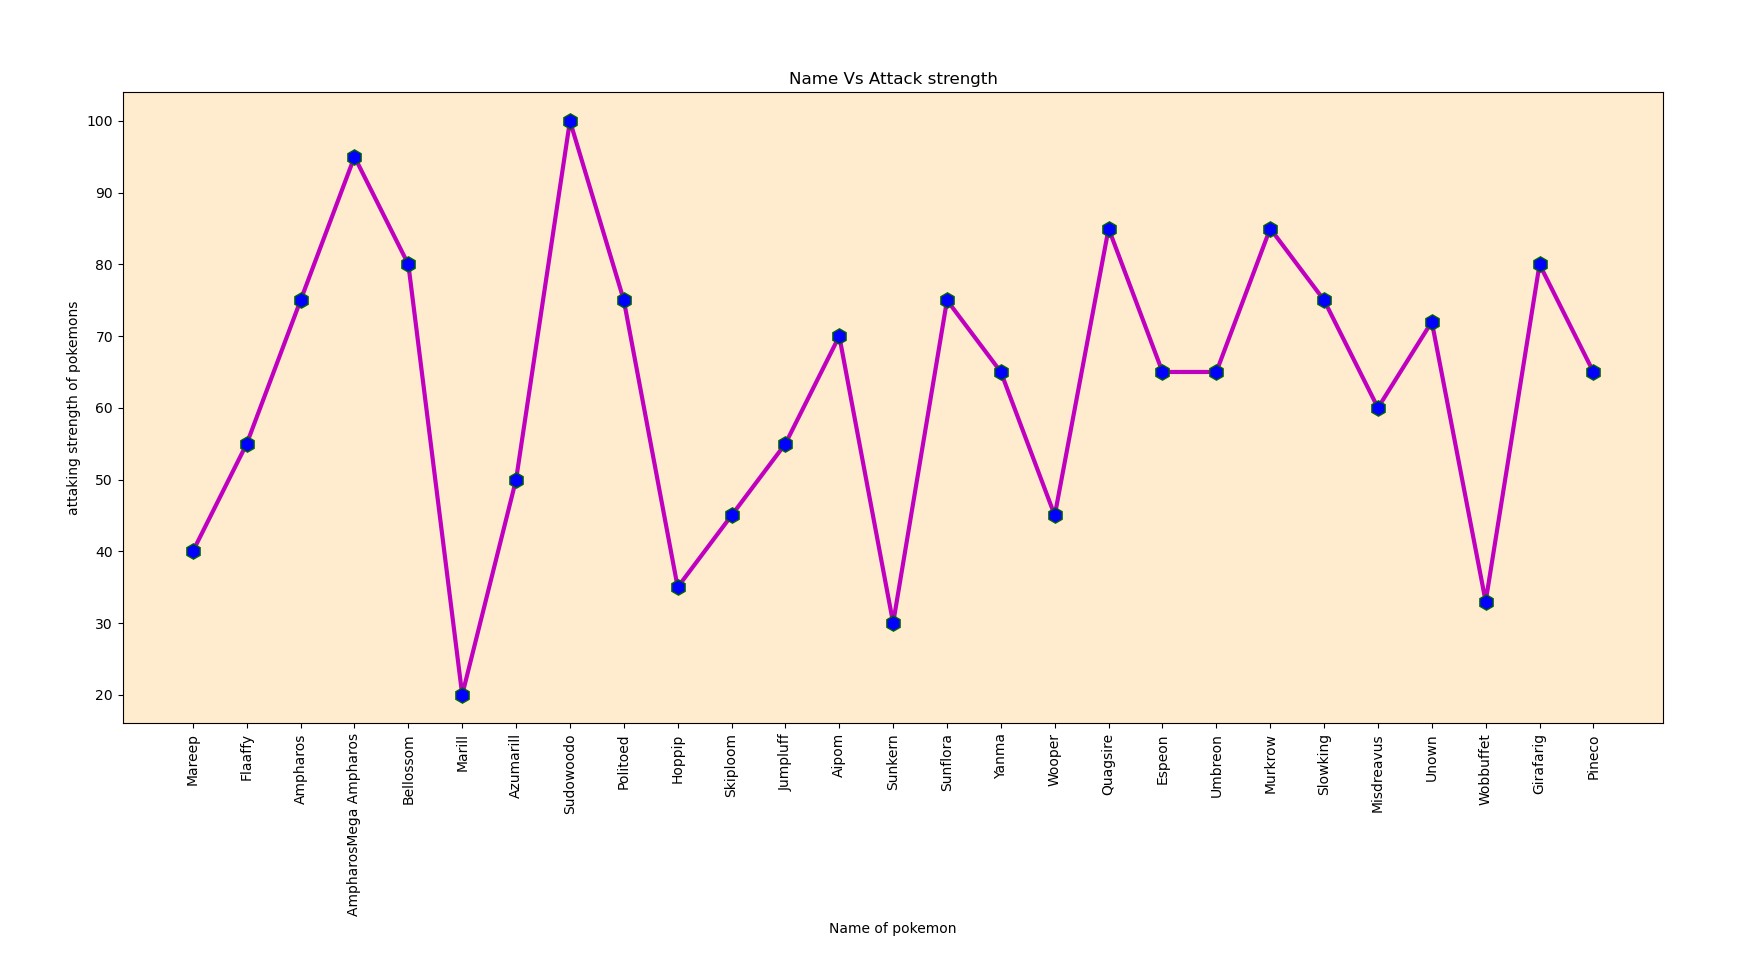 Name Vs Attack strength
attaking strength of pokemons
100
90
80
70
60
50
40
30
20
Mareep
Flaaffy
Ampharos
AmpharosMega Ampharos
Bellossom
Marill
Azumarill
Sudowoodo
Politoed
Hoppip
Skiploom
Jumpluff
Aipom
Sunkern
Sunflora
Yanma
Wooper
Quagsire
Espeon
Umbreon
Murkrow
Slowking
Misdreavus
Unown
Wobbuffet
Girafarig
Pineco
Name of pokemon